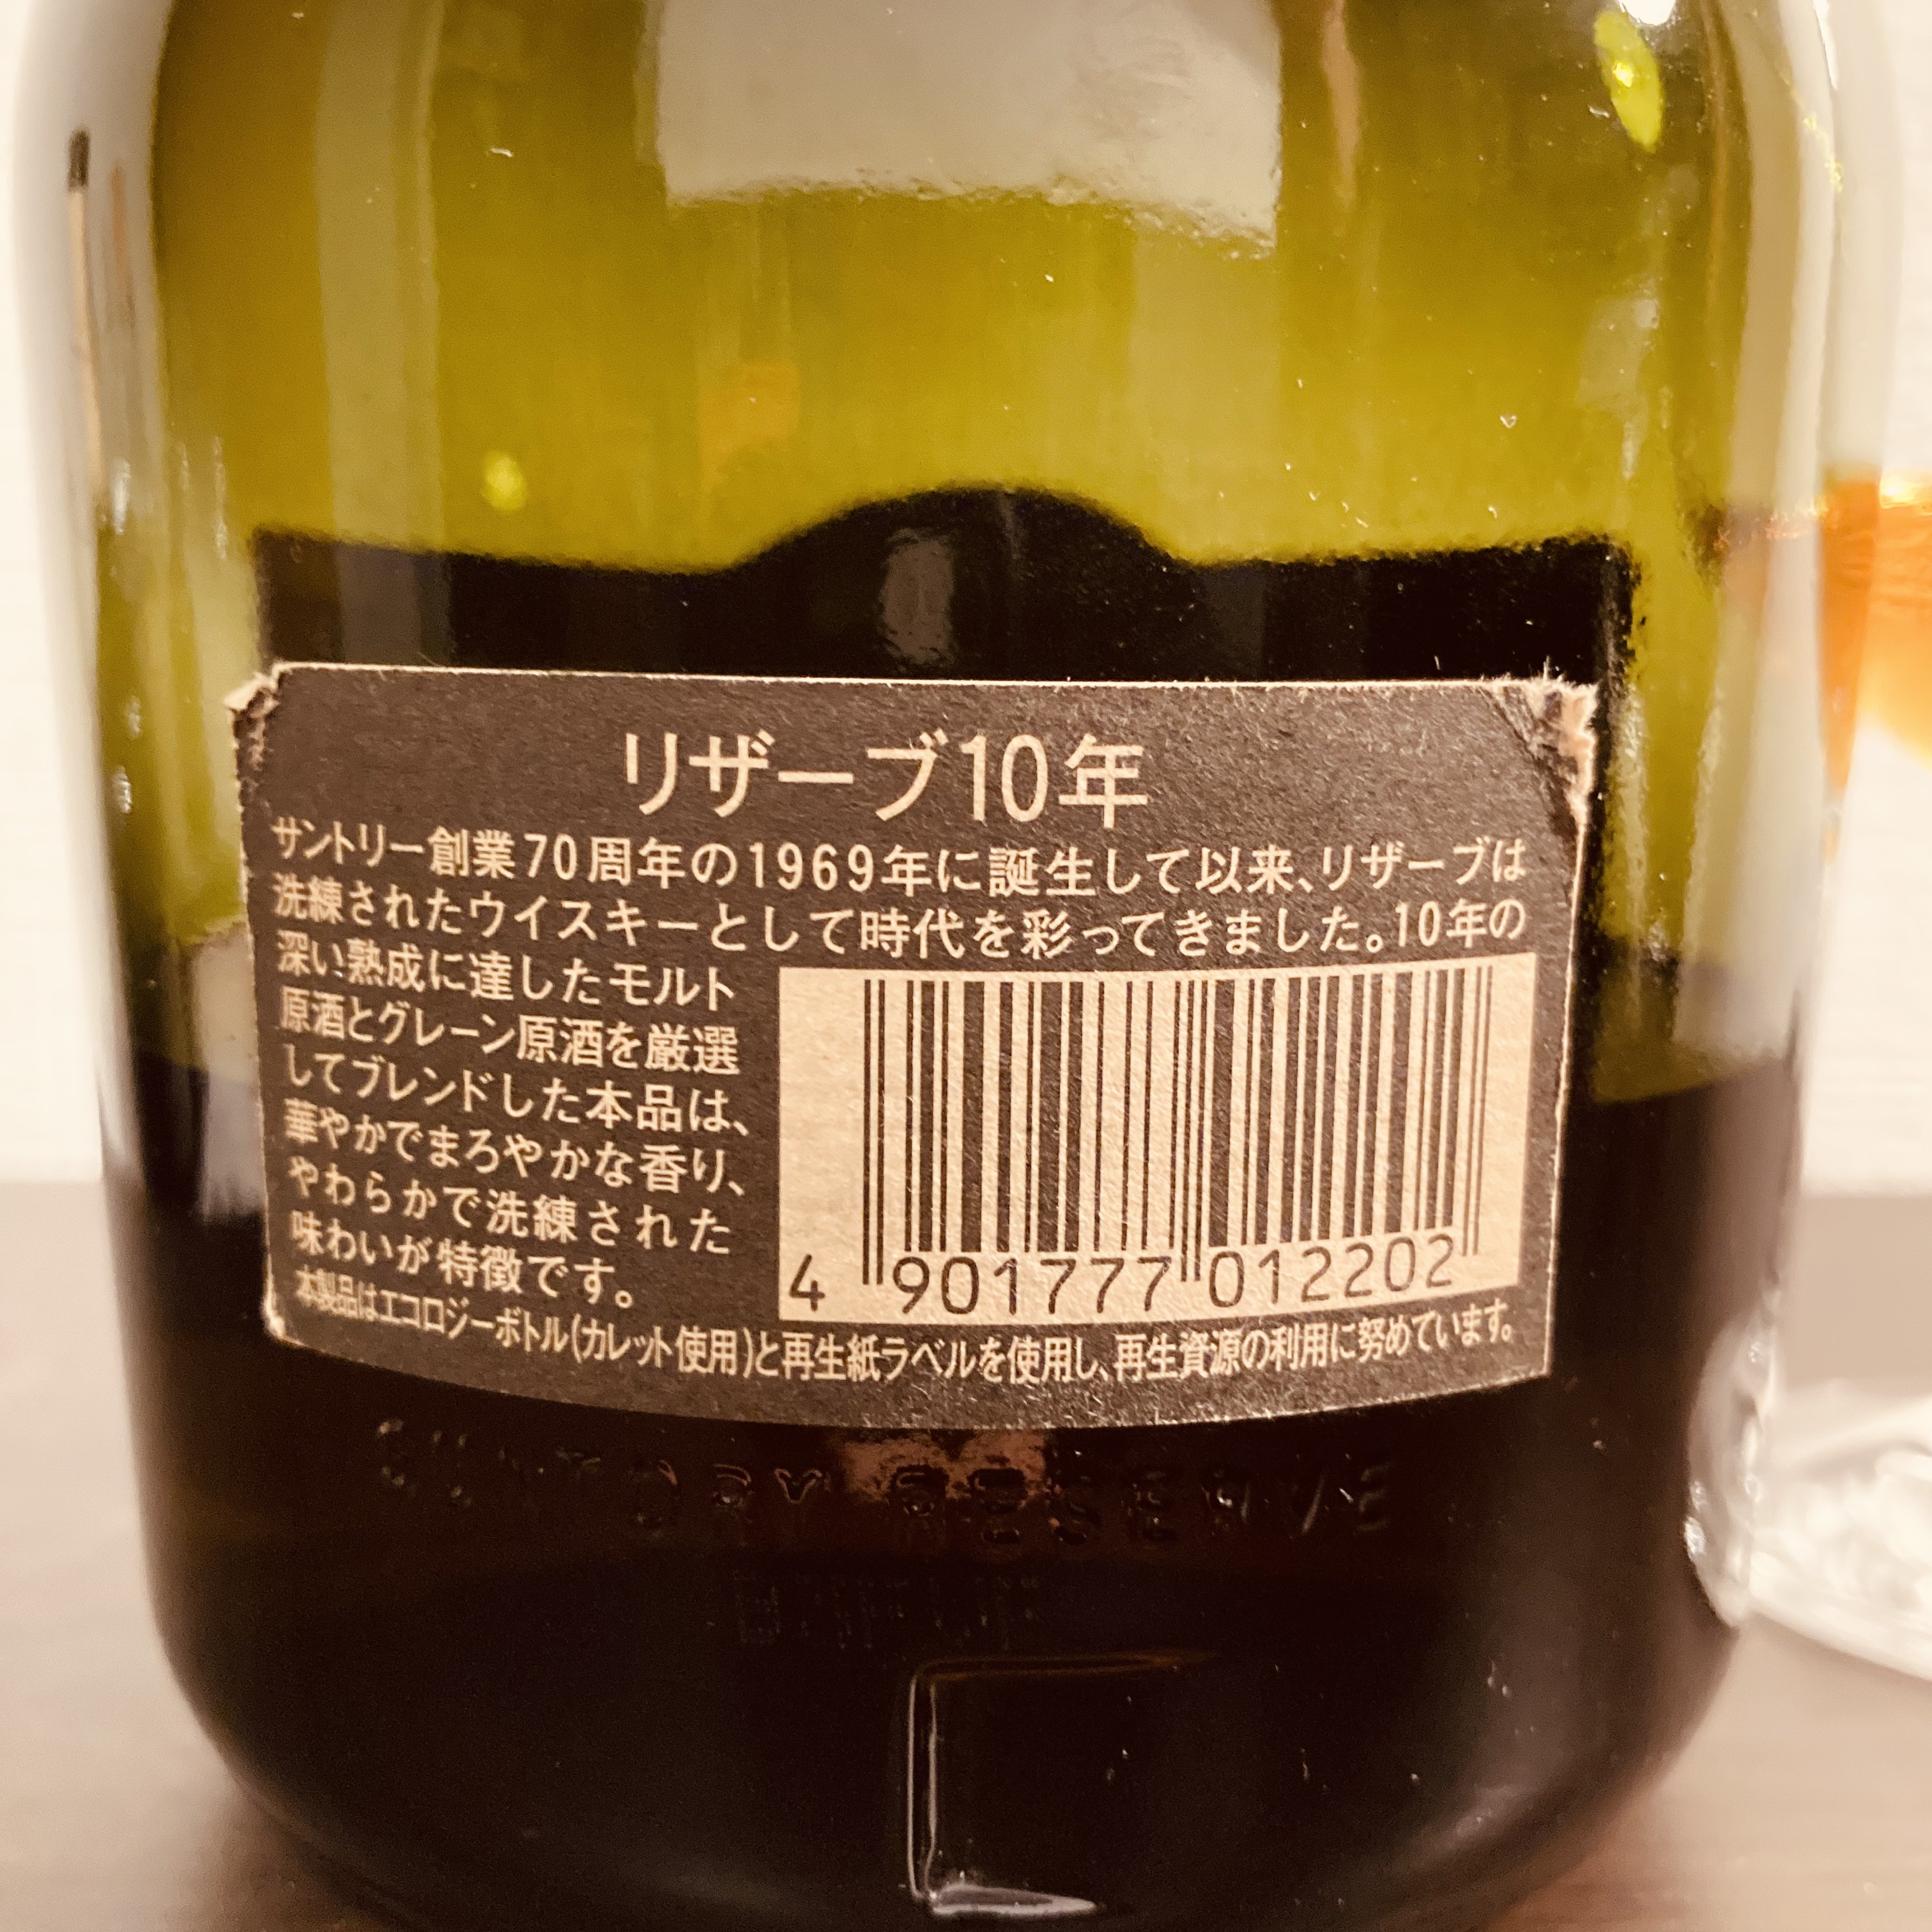 リザーブ10年
サントリー創業70周年の1969年に誕生して以来、リザーブは
洗練されたウイスキーとして時代を彩ってきました。10年の
深い熟成に達したモルト
原酒とグレーン原酒を厳選
してブレンドした本品は、
華やかでまろやかな香り、
やわらかで洗練された
味わいが特徴です。
4 901777 012202
本製品はエコロジーボトル(カレット使用)と再生紙ラベルを使用し、再生資源の利用に努めています。
SUNTORY RESERVE